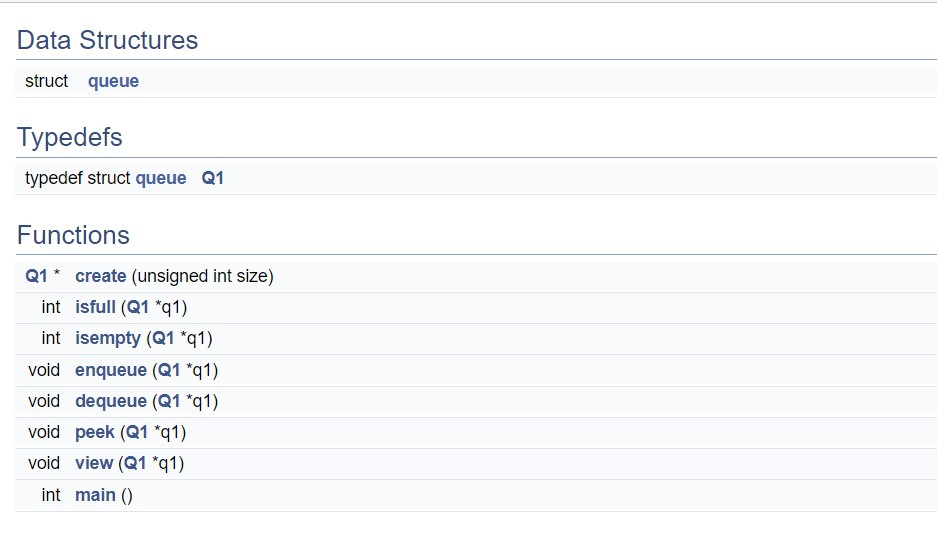 Data Structures
struct queue
Typedefs
typedef struct queue Q1
Functions
Q1 * create (unsigned int size)
int isfull (Q1 *q1)
int isempty (Q1 *q1)
void enqueue (Q1 *q1)
void dequeue (Q1 *q1)
void peek (Q1 *q1)
void view (Q1 *q1)
int main ()